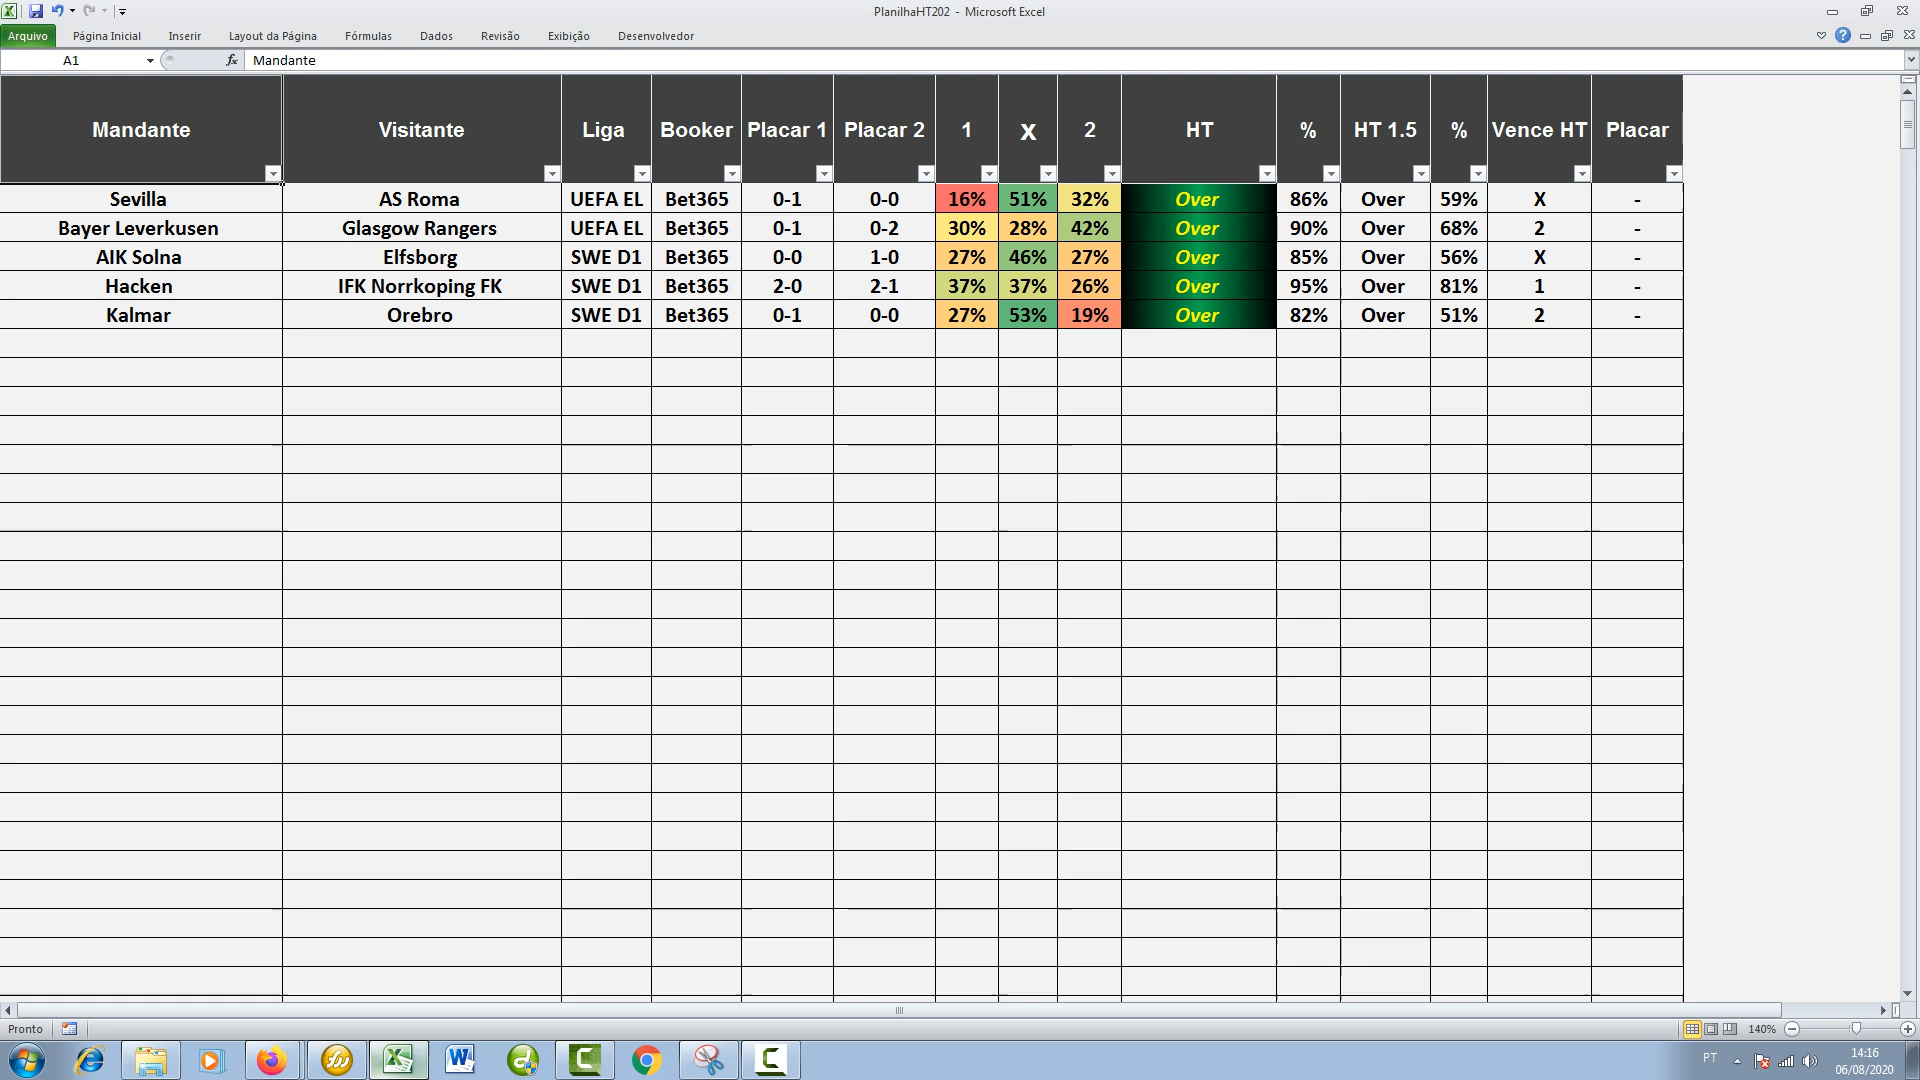 PlanilhaHT202 - Microsoft Excel
Arquivo Página Inicial Inserir Layout da Página Fórmulas Dados Revisão Exibição Desenvolvedor
A1 fx Mandante
Mandante Visitante Liga Booker Placar 1 Placar 2 1 X 2 HT % HT 1.5 % Vence HT Placar
Sevilla AS Roma UEFA EL Bet365 0-1 0-0 16% 51% 32% Over 86% Over 59% X -
Bayer Leverkusen Glasgow Rangers UEFA EL Bet365 0-1 0-2 30% 28% 42% Over 90% Over 68% 2 -
AIK Solna Elfsborg SWE D1 Bet365 0-0 1-0 27% 46% 27% Over 85% Over 56% X -
Hacken IFK Norrkoping FK SWE D1 Bet365 2-0 2-1 37% 37% 26% Over 95% Over 81% 1 -
Kalmar Orebro SWE D1 Bet365 0-1 0-0 27% 53% 19% Over 82% Over 51% 2 -
Pronto 140%
PT 14:16
06/08/2020